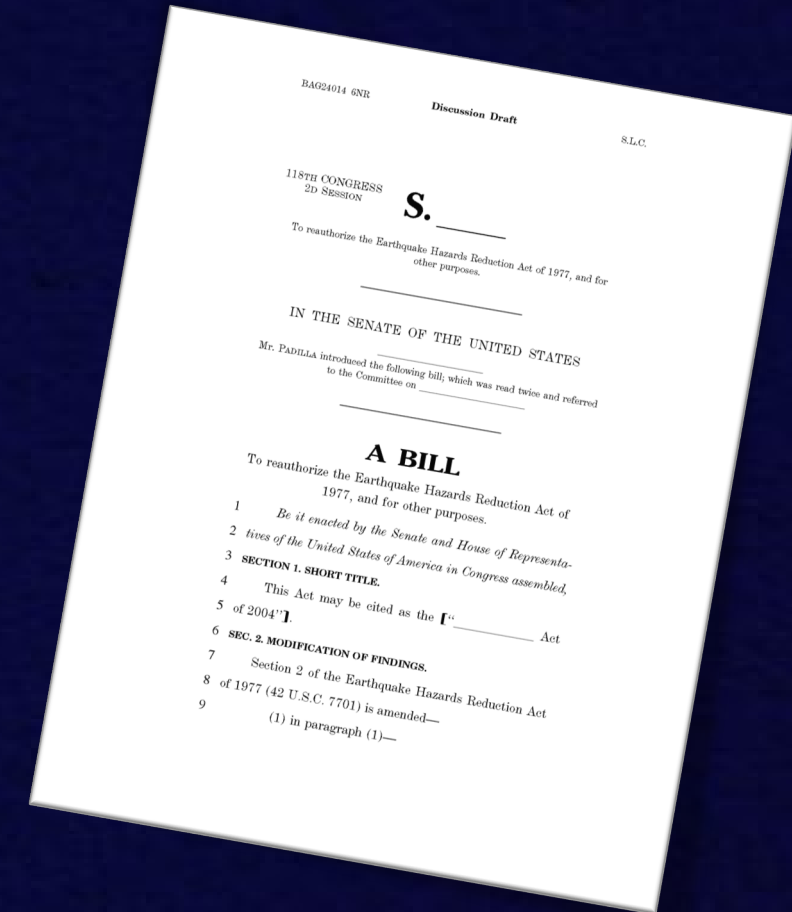 BAG24014 6NR
Discussion Draft
S.L.C.
118TH CONGRESS
2D SESSION
S.
To reauthorize the Earthquake Hazards Reduction Act of 1977, and for
other purposes.
IN THE SENATE OF THE UNITED STATES
Mr. PADILLA introduced the following bill; which was read twice and referred
to the Committee on
A BILL
To reauthorize the Earthquake Hazards Reduction Act of
1977, and for other purposes.
1 Be it enacted by the Senate and House of Representa-
2 tives of the United States of America in Congress assembled,
3 SECTION 1. SHORT TITLE.
4 This Act may be cited as the [“__________ Act
5 of 2004”].
6 SEC. 2. MODIFICATION OF FINDINGS.
7 Section 2 of the Earthquake Hazards Reduction Act
8 of 1977 (42 U.S.C. 7701) is amended—
9 (1) in paragraph (1)—